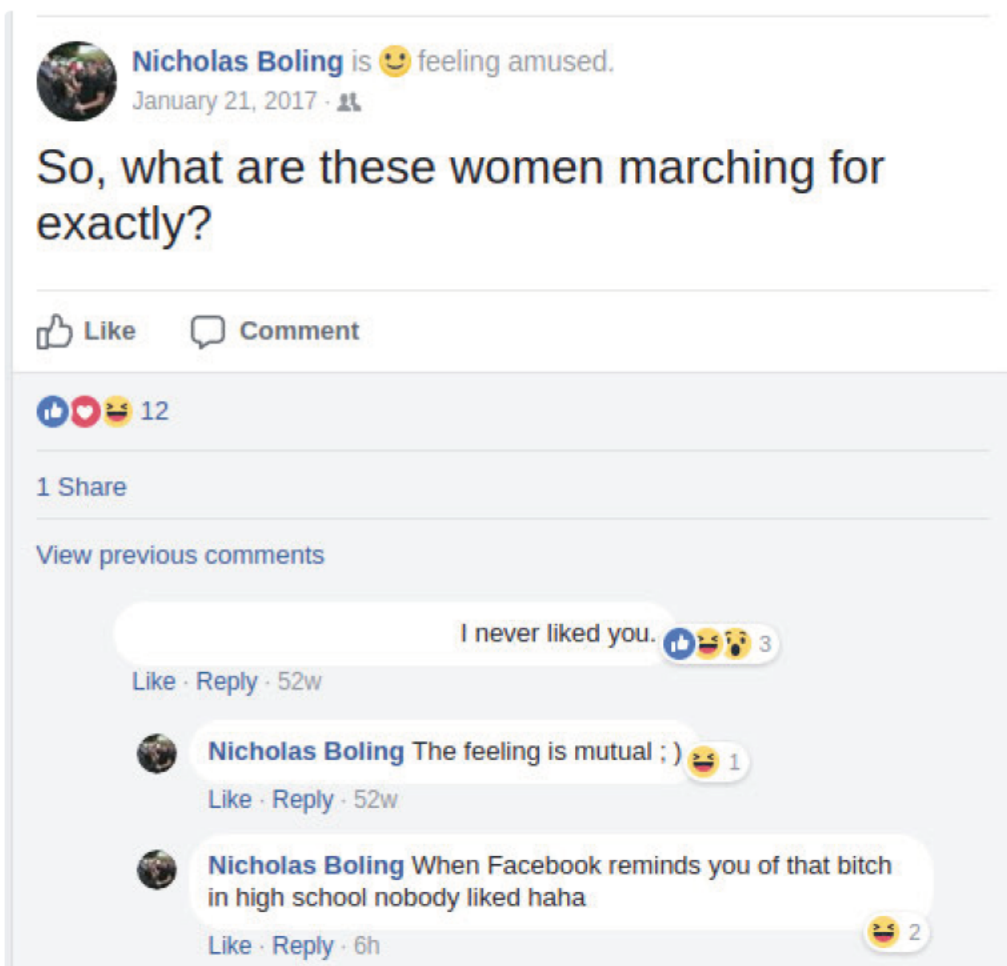 Nicholas Boling is feeling amused.
January 21, 2017 ·
So, what are these women marching for
exactly?
Like Comment
12
1 Share
View previous comments
I never liked you. 3
Like · Reply · 52w
Nicholas Boling The feeling is mutual ; ) 1
Like · Reply · 52w
Nicholas Boling When Facebook reminds you of that bitch
in high school nobody liked haha
2
Like · Reply · 6h